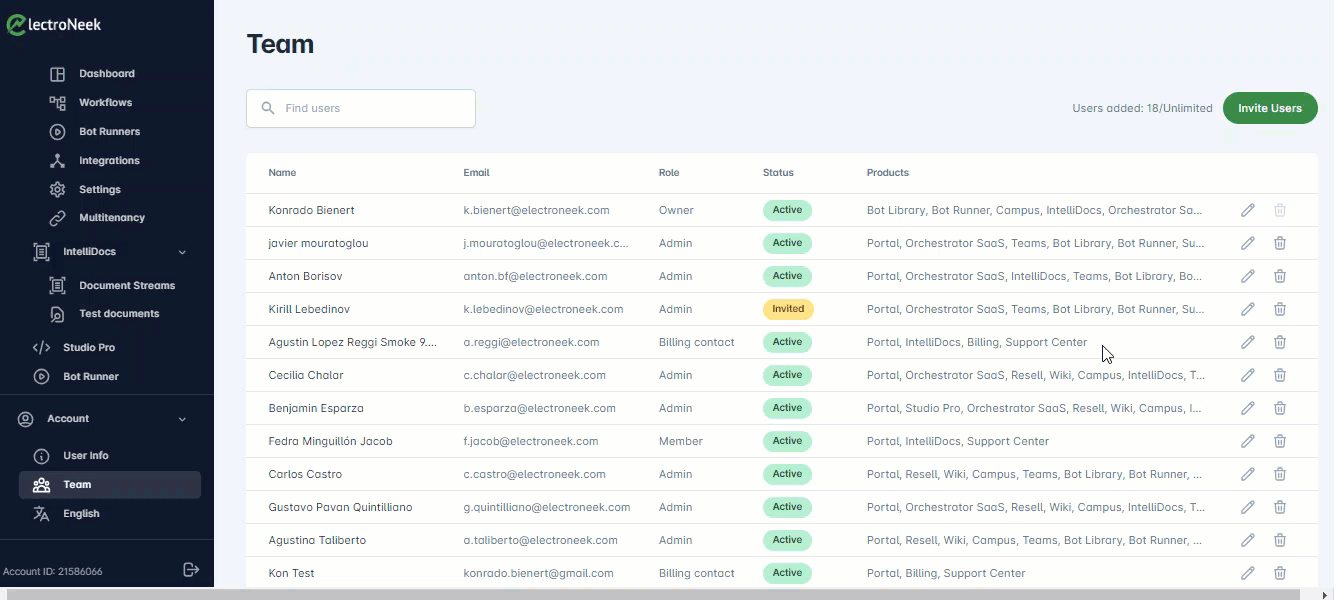 lectroNeek
Dashboard
Workflows
Bot Runners
Integrations
Settings
Multitenancy
IntelliDocs
Document Streams
Test documents
Studio Pro
Bot Runner
Account
User Info
Team
English
Account ID: 21586066
Team
Find users
Users added: 18/Unlimited
Invite Users
Name Email Role Status Products
Konrado Bienert k.bienert@electroneek.com Owner Active Bot Library, Bot Runner, Campus, IntelliDocs, Orchestrator Sa...
javier mouratoglou j.mouratoglou@electroneek.c... Admin Active Portal, Orchestrator SaaS, Teams, Bot Library, Bot Runner, Su...
Anton Borisov anton.bf@electroneek.com Admin Active Portal, Orchestrator SaaS, IntelliDocs, Teams, Bot Library, Bo...
Kirill Lebedinov k.lebedinov@electroneek.com Admin Invited Portal, Orchestrator SaaS, Teams, Bot Library, Bot Runner, Su...
Agustin Lopez Reggi Smoke 9.... a.reggi@electroneek.com Billing contact Active Portal, IntelliDocs, Billing, Support Center
Cecilia Chalar c.chalar@electroneek.com Admin Active Portal, Orchestrator SaaS, Resell, Wiki, Campus, IntelliDocs, T...
Benjamin Esparza b.esparza@electroneek.com Admin Active Portal, Studio Pro, Orchestrator SaaS, Resell, Wiki, Campus, I...
Fedra Minguillón Jacob f.jacob@electroneek.com Member Active Portal, IntelliDocs, Support Center
Carlos Castro c.castro@electroneek.com Admin Active Portal, Resell, Wiki, Campus, Teams, Bot Library, Bot Runner, ...
Gustavo Pavan Quintilliano g.quintilliano@electroneek.com Admin Active Portal, Orchestrator SaaS, Resell, Wiki, Campus, IntelliDocs, T...
Agustina Taliberto a.taliberto@electroneek.com Admin Active Portal, Resell, Wiki, Campus, Teams, Bot Library, Bot Runner, ...
Kon Test konrado.bienert@gmail.com Billing contact Active Portal, Billing, Support Center